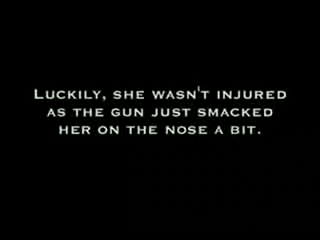 Luckily, she wasn't injured
as the gun just smacked
her on the nose a bit.